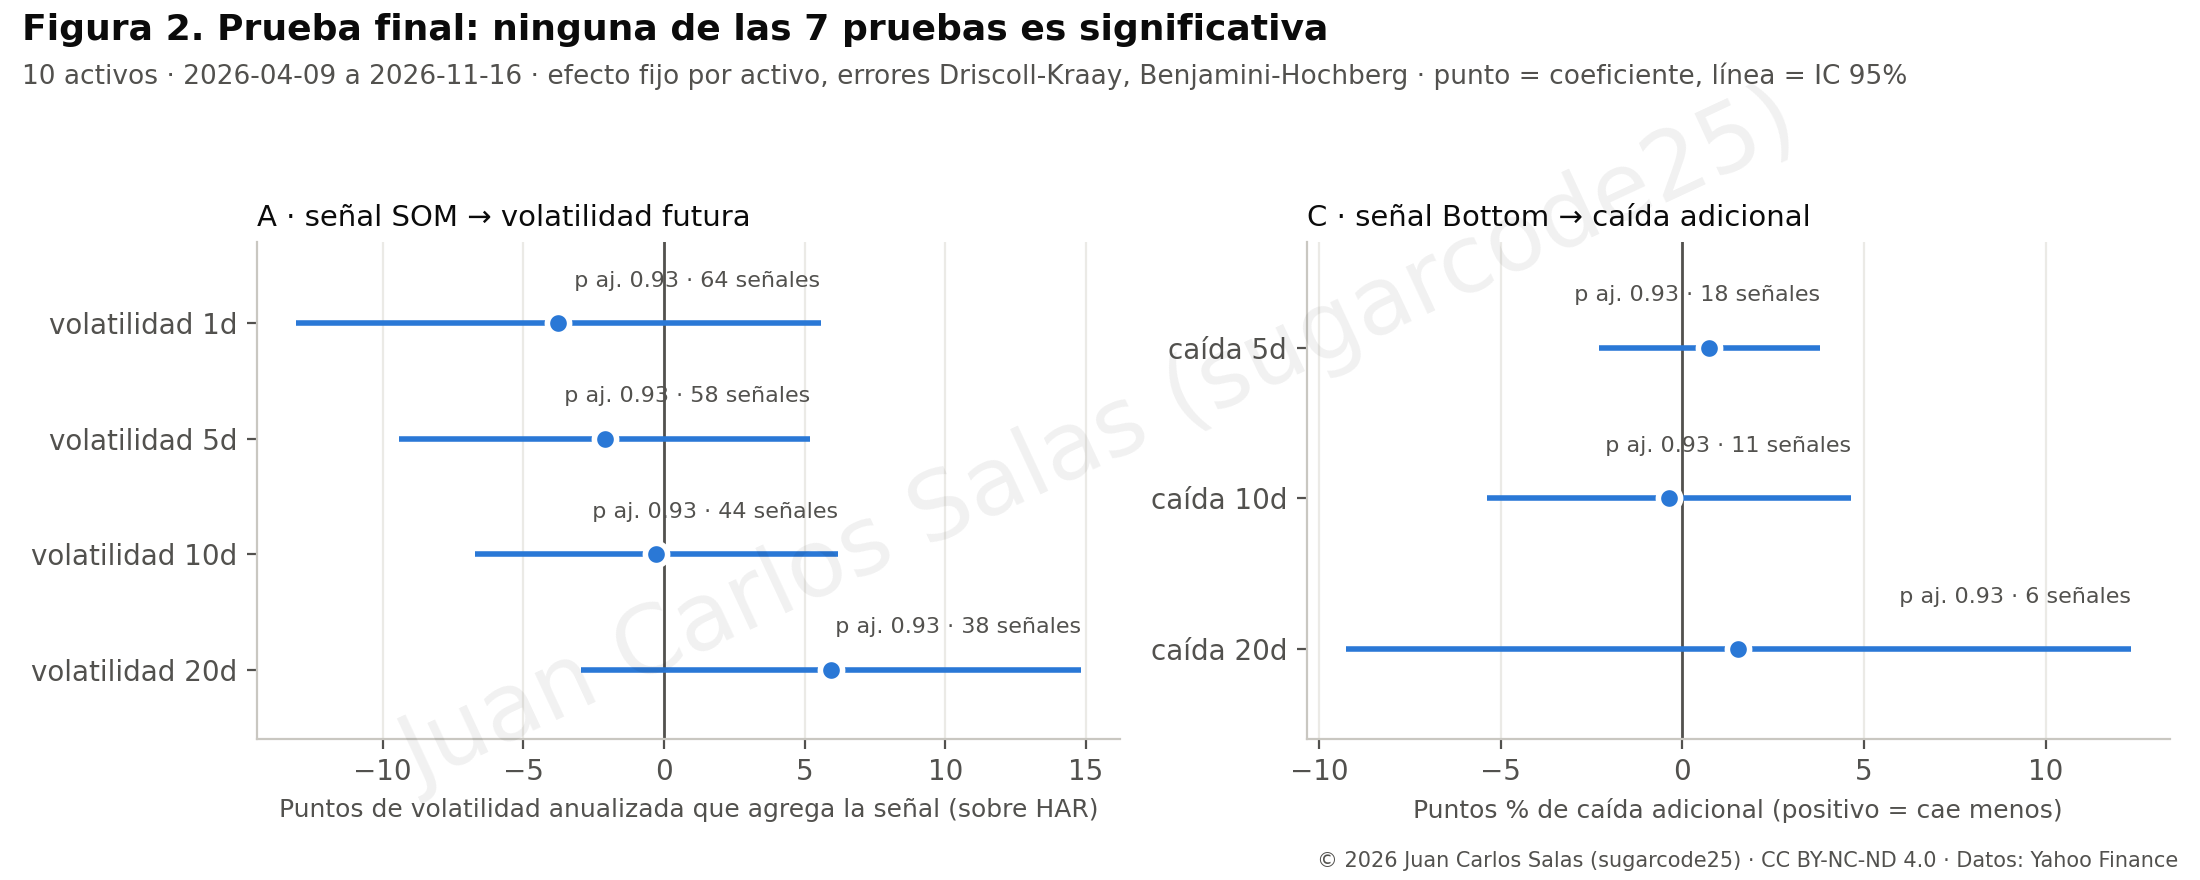 Figura 2. Prueba final: ninguna de las 7 pruebas es significativa
10 activos · 2026-04-09 a 2026-11-16 · efecto fijo por activo, errores Driscoll-Kraay, Benjamini-Hochberg · punto = coeficiente, línea = IC 95%
A · señal SOM → volatilidad futura
p aj. 0.93 · 64 señales
volatilidad 1d
p aj. 0.93 · 58 señales
volatilidad 5d
p aj. 0.93 · 44 señales
volatilidad 10d
p aj. 0.93 · 38 señales
volatilidad 20d
−10 −5 0 5 10 15
Puntos de volatilidad anualizada que agrega la señal (sobre HAR)
C · señal Bottom → caída adicional
p aj. 0.93 · 18 señales
caída 5d
p aj. 0.93 · 11 señales
caída 10d
p aj. 0.93 · 6 señales
caída 20d
−10 −5 0 5 10
Puntos % de caída adicional (positivo = cae menos)
Juan Carlos Salas (sugarcode25)
© 2026 Juan Carlos Salas (sugarcode25) · CC BY-NC-ND 4.0 · Datos: Yahoo Finance